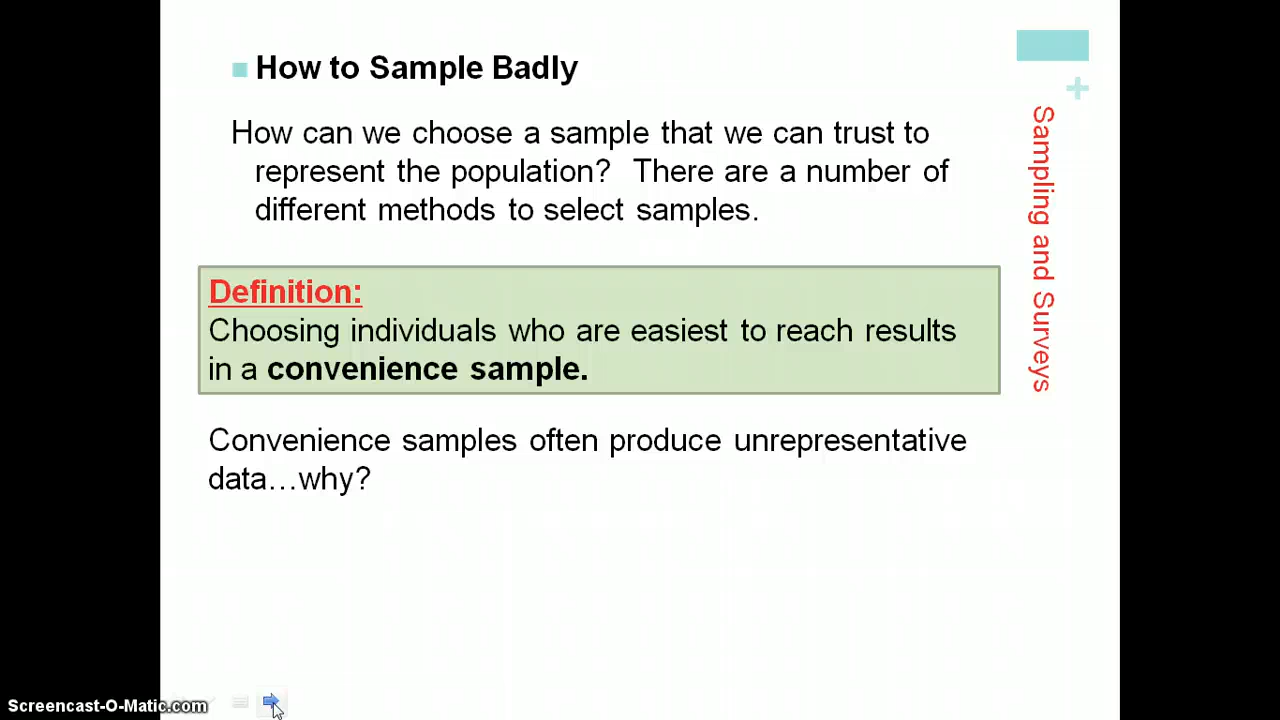 How to Sample Badly
How can we choose a sample that we can trust to
represent the population?  There are a number of
different methods to select samples.
Definition:
Choosing individuals who are easiest to reach results
in a convenience sample.
Convenience samples often produce unrepresentative
data…why?
+
Sampling and Surveys
Screencast-O-Matic.com